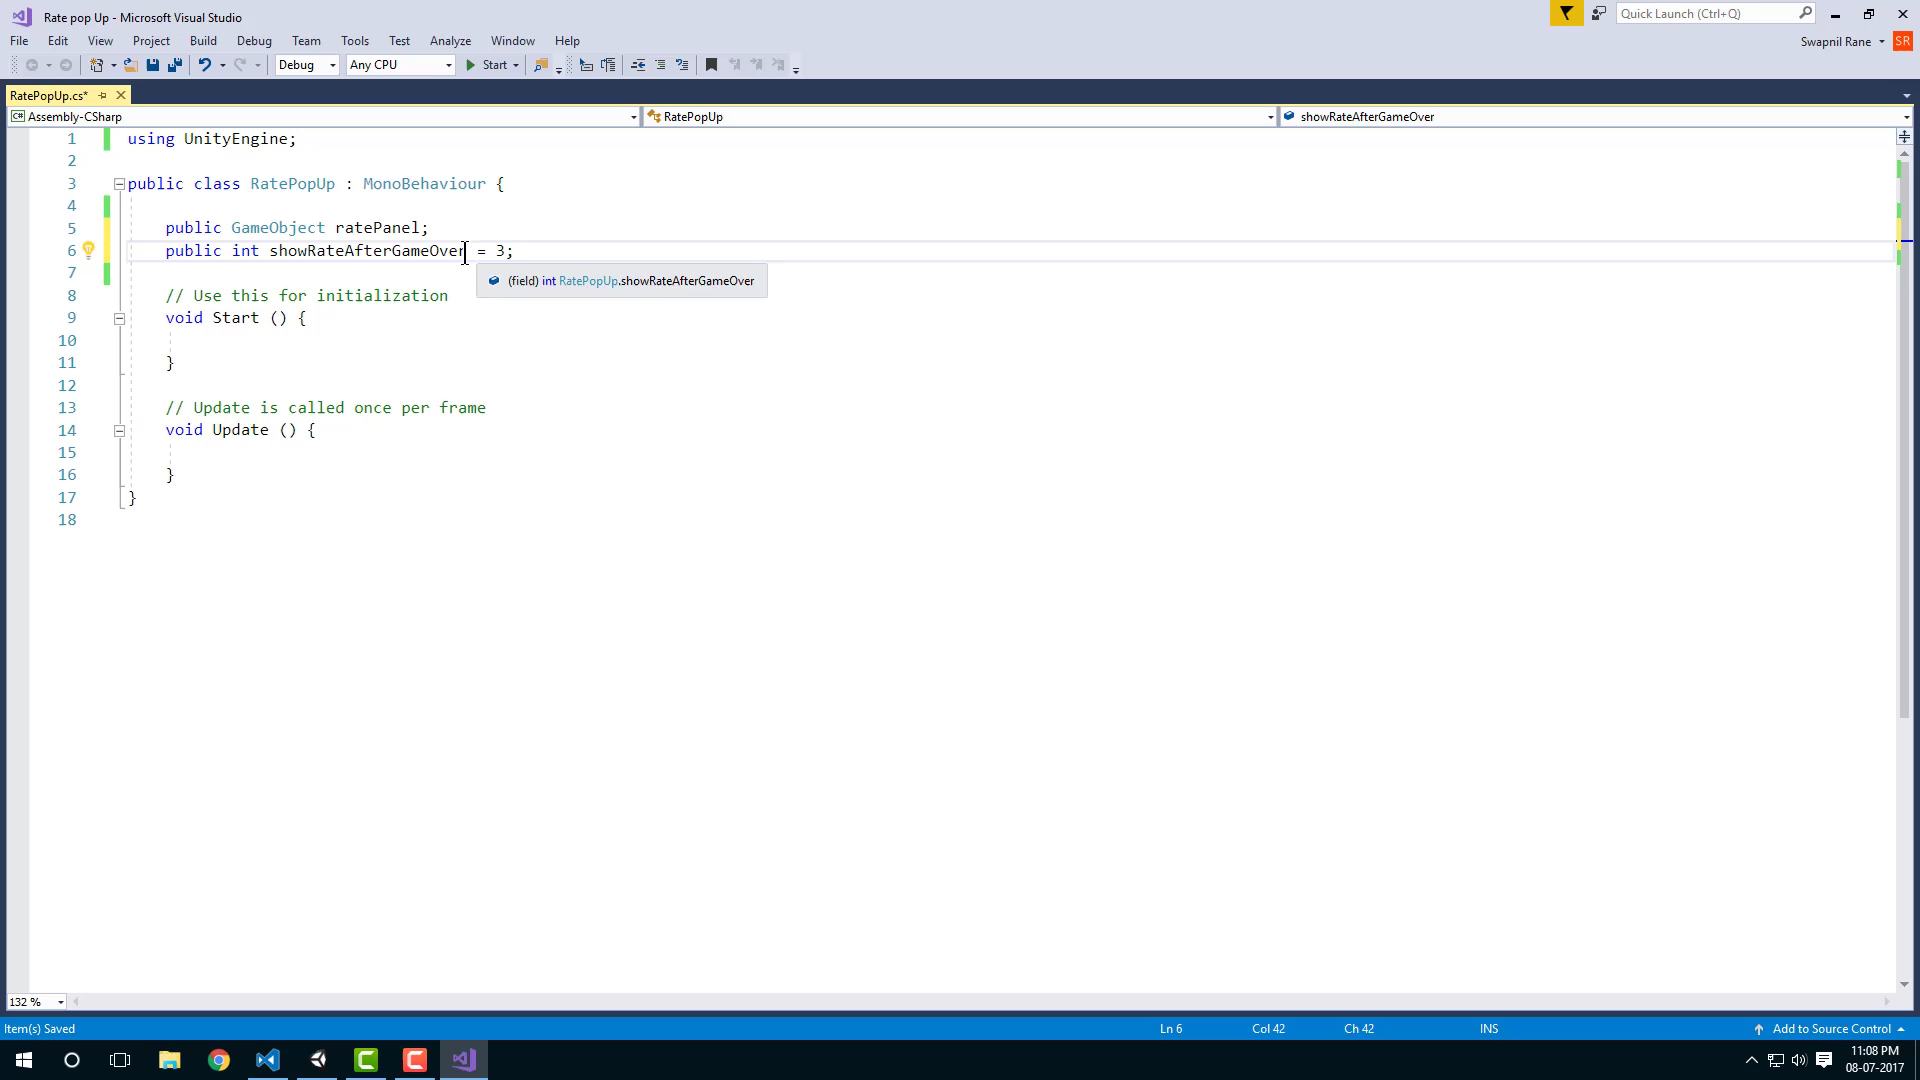 Rate pop Up - Microsoft Visual Studio
Quick Launch (Ctrl+Q)
File Edit View Project Build Debug Team Tools Test Analyze Window Help
Swapnil Rane SR
Debug Any CPU Start
RatePopUp.cs*
C# Assembly-CSharp RatePopUp showRateAfterGameOver
1 using UnityEngine;
2
3 public class RatePopUp : MonoBehaviour {
4
5 public GameObject ratePanel;
6 public int showRateAfterGameOver = 3;
7 (field) int RatePopUp.showRateAfterGameOver
8 // Use this for initialization
9 void Start () {
10
11 }
12
13 // Update is called once per frame
14 void Update () {
15
16 }
17 }
18
132 %
Item(s) Saved Ln 6 Col 42 Ch 42 INS Add to Source Control
11:08 PM
08-07-2017